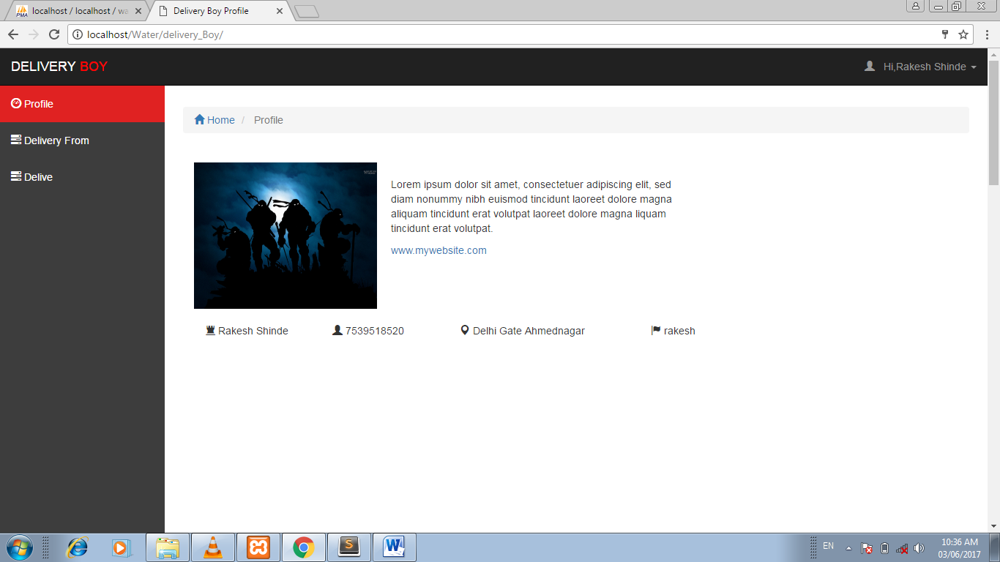 localhost / localhost / wa
Delivery Boy Profile
localhost/Water/delivery_Boy/
DELIVERY BOY
Hi,Rakesh Shinde
Profile
Delivery From
Delive
Home / Profile
Lorem ipsum dolor sit amet, consectetuer adipiscing elit, sed
diam nonummy nibh euismod tincidunt laoreet dolore magna
aliquam tincidunt erat volutpat laoreet dolore magna liquam
tincidunt erat volutpat.
www.mywebsite.com
Rakesh Shinde
7539518520
Delhi Gate Ahmednagar
rakesh
EN
10:36 AM
03/06/2017